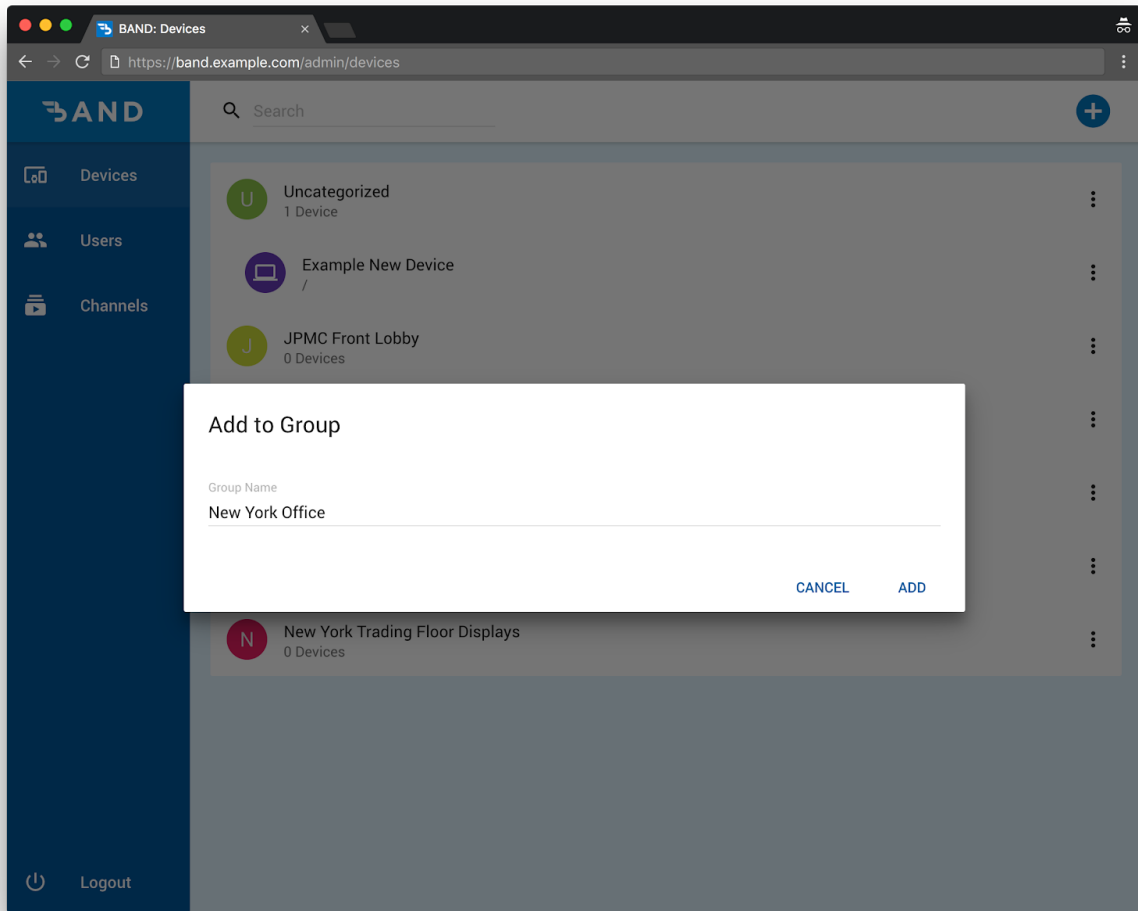 BAND: Devices
https://band.example.com/admin/devices
BAND
Search
Devices
Users
Channels
Logout
U
Uncategorized
1 Device
Example New Device
/
J
JPMC Front Lobby
0 Devices
Add to Group
Group Name
New York Office
CANCEL ADD
N
New York Trading Floor Displays
0 Devices